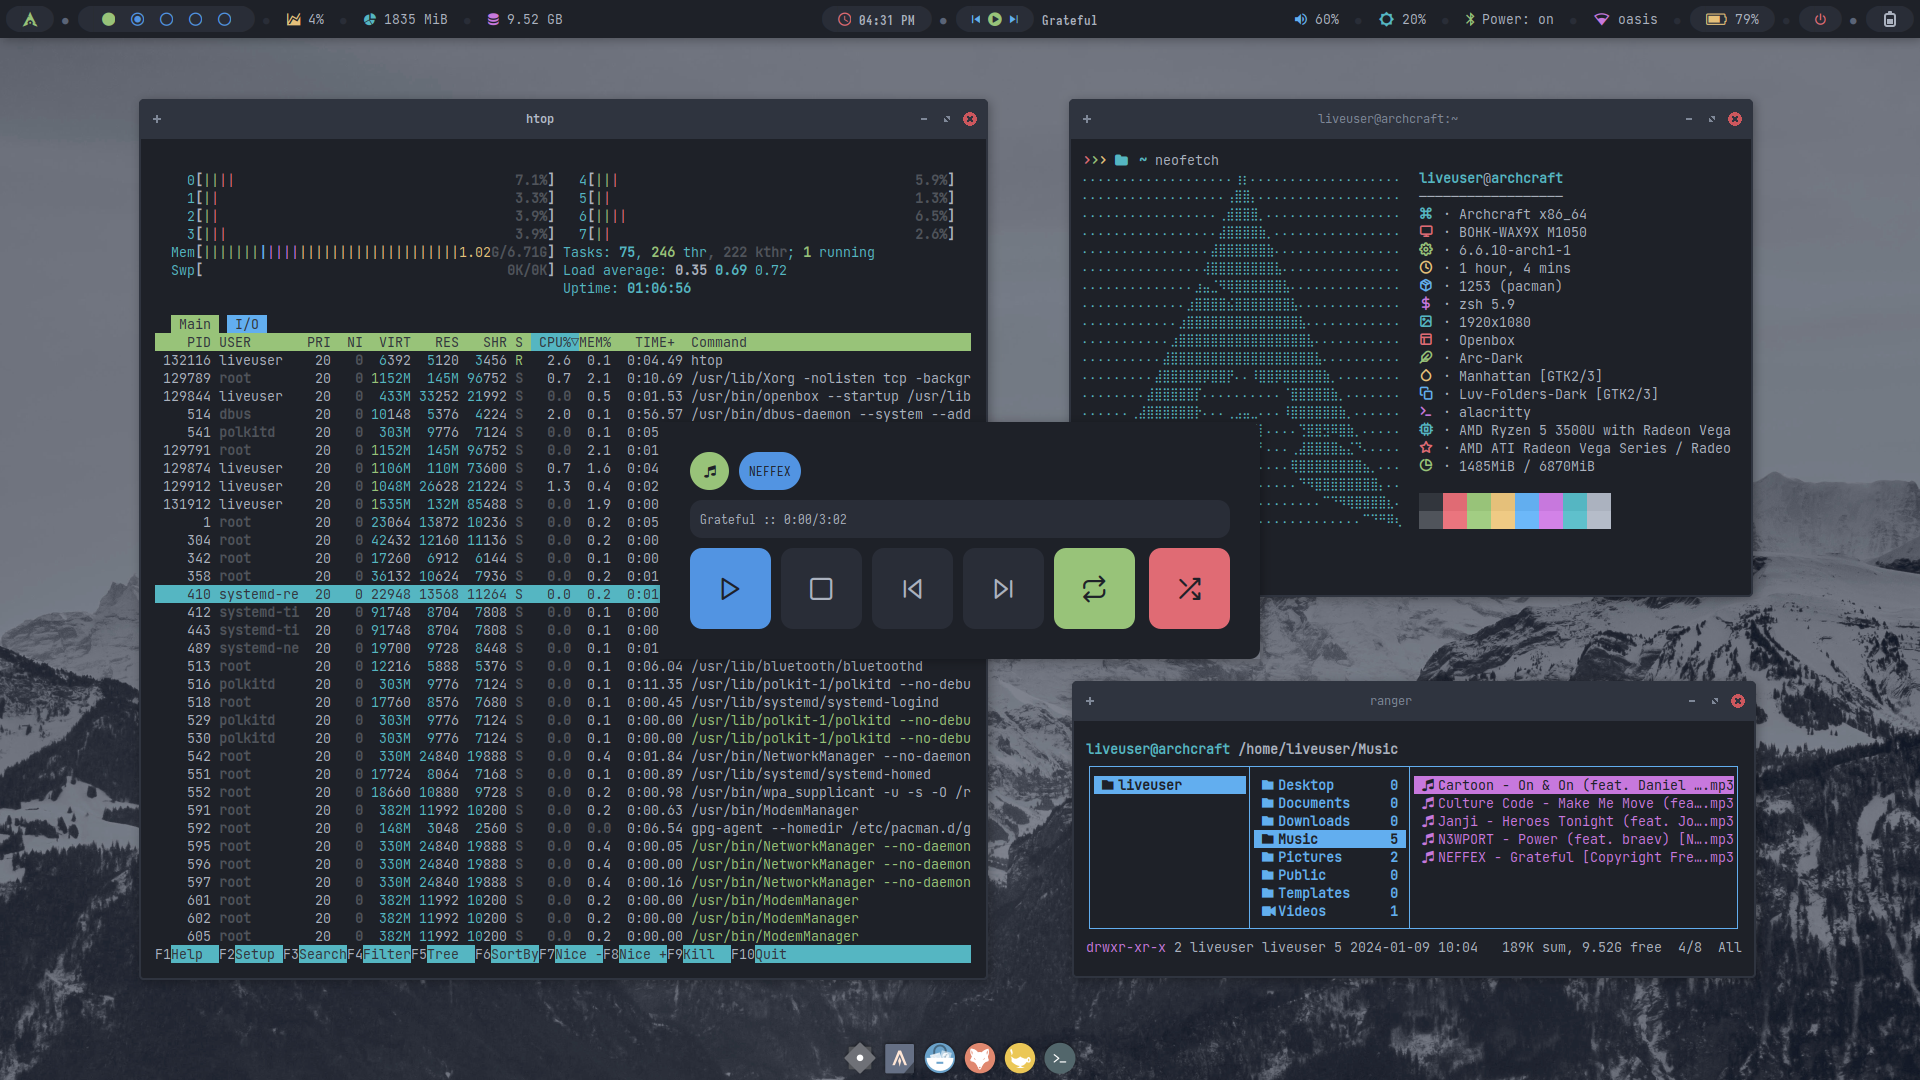 4%
1835 MiB
9.52 GB
04:31 PM
Grateful
60%
20%
Power: on
oasis
79%
htop
0[|||| 7.1%] 4[||| 5.9%]
1[|| 3.3%] 5[|| 1.3%]
2[|| 3.9%] 6[|||| 6.5%]
3[||| 3.9%] 7[|| 2.6%]
Mem[||||||||||||||||||||||||||||||||1.02G/6.71G] Tasks: 75, 246 thr, 222 kthr; 1 running
Swp[ 0K/0K] Load average: 0.35 0.69 0.72
Uptime: 01:06:56
Main I/O
PID USER PRI NI VIRT RES SHR S CPU%▽MEM% TIME+ Command
132116 liveuser 20 0 6392 5120 3456 R 2.6 0.1 0:04.49 htop
129789 root 20 0 1152M 145M 96752 S 0.7 2.1 0:10.69 /usr/lib/Xorg -nolisten tcp -backgr
129844 liveuser 20 0 433M 33252 21992 S 0.0 0.5 0:01.53 /usr/bin/openbox --startup /usr/lib
514 dbus 20 0 10148 5376 4224 S 2.0 0.1 0:56.57 /usr/bin/dbus-daemon --system --add
541 polkitd 20 0 303M 9776 7124 S 0.0 0.1 0:05
129791 root 20 0 1152M 145M 96752 S 0.0 2.1 0:01
129874 liveuser 20 0 1106M 110M 73600 S 0.7 1.6 0:04
129912 liveuser 20 0 1048M 26628 21224 S 1.3 0.4 0:02
131912 liveuser 20 0 1535M 132M 85488 S 0.0 1.9 0:00
1 root 20 0 23064 13872 10236 S 0.0 0.2 0:05
304 root 20 0 42432 12160 11136 S 0.0 0.2 0:00
342 root 20 0 17260 6912 6144 S 0.0 0.1 0:00
358 root 20 0 36132 10624 7936 S 0.0 0.2 0:01
410 systemd-re 20 0 22948 13568 11264 S 0.0 0.2 0:01
412 systemd-ti 20 0 91748 8704 7808 S 0.0 0.1 0:00
443 systemd-ti 20 0 91748 8704 7808 S 0.0 0.1 0:00
489 systemd-ne 20 0 19700 9728 8448 S 0.0 0.1 0:01
513 root 20 0 12216 5888 5376 S 0.0 0.1 0:06.04 /usr/lib/bluetooth/bluetoothd
516 polkitd 20 0 303M 9776 7124 S 0.0 0.1 0:11.35 /usr/lib/polkit-1/polkitd --no-debu
518 root 20 0 17760 8576 7680 S 0.0 0.1 0:00.45 /usr/lib/systemd/systemd-logind
529 polkitd 20 0 303M 9776 7124 S 0.0 0.1 0:00.00 /usr/lib/polkit-1/polkitd --no-debu
530 polkitd 20 0 303M 9776 7124 S 0.0 0.1 0:00.00 /usr/lib/polkit-1/polkitd --no-debu
542 root 20 0 330M 24840 19888 S 0.0 0.4 0:01.84 /usr/bin/NetworkManager --no-daemon
551 root 20 0 17724 8064 7168 S 0.0 0.1 0:00.89 /usr/lib/systemd/systemd-homed
552 root 20 0 18660 10880 9728 S 0.0 0.2 0:00.98 /usr/bin/wpa_supplicant -u -s -O /r
591 root 20 0 382M 11992 10200 S 0.0 0.2 0:00.63 /usr/bin/ModemManager
592 root 20 0 148M 3048 2560 S 0.0 0.0 0:06.54 gpg-agent --homedir /etc/pacman.d/g
595 root 20 0 330M 24840 19888 S 0.0 0.4 0:00.05 /usr/bin/NetworkManager --no-daemon
596 root 20 0 330M 24840 19888 S 0.0 0.4 0:00.00 /usr/bin/NetworkManager --no-daemon
597 root 20 0 330M 24840 19888 S 0.0 0.4 0:00.16 /usr/bin/NetworkManager --no-daemon
601 root 20 0 382M 11992 10200 S 0.0 0.2 0:00.00 /usr/bin/ModemManager
602 root 20 0 382M 11992 10200 S 0.0 0.2 0:00.00 /usr/bin/ModemManager
605 root 20 0 382M 11992 10200 S 0.0 0.2 0:00.00 /usr/bin/ModemManager
F1Help F2Setup F3SearchF4FilterF5Tree F6SortByF7Nice -F8Nice +F9Kill F10Quit
liveuser@archcraft:~
>>> ~ neofetch
liveuser@archcraft
· Archcraft x86_64
· BOHK-WAX9X M1050
· 6.6.10-arch1-1
· 1 hour, 4 mins
· 1253 (pacman)
· zsh 5.9
· 1920x1080
· Openbox
· Arc-Dark
· Manhattan [GTK2/3]
· Luv-Folders-Dark [GTK2/3]
· alacritty
· AMD Ryzen 5 3500U with Radeon Vega
· AMD ATI Radeon Vega Series / Radeo
· 1485MiB / 6870MiB
NEFFEX
Grateful :: 0:00/3:02
ranger
liveuser@archcraft /home/liveuser/Music
liveuser
Desktop 0
Documents 0
Downloads 0
Music 5
Pictures 2
Public 0
Templates 0
Videos 1
Cartoon - On & On (feat. Daniel ….mp3
Culture Code - Make Me Move (fea….mp3
Janji - Heroes Tonight (feat. Jo….mp3
N3WPORT - Power (feat. braev) [N….mp3
NEFFEX - Grateful [Copyright Fre….mp3
drwxr-xr-x 2 liveuser liveuser 5 2024-01-09 10:04 189K sum, 9.52G free 4/8 All